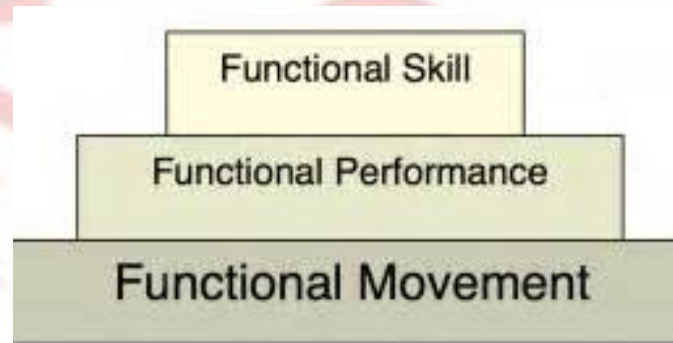 Functional Skill
Functional Performance
Functional Movement